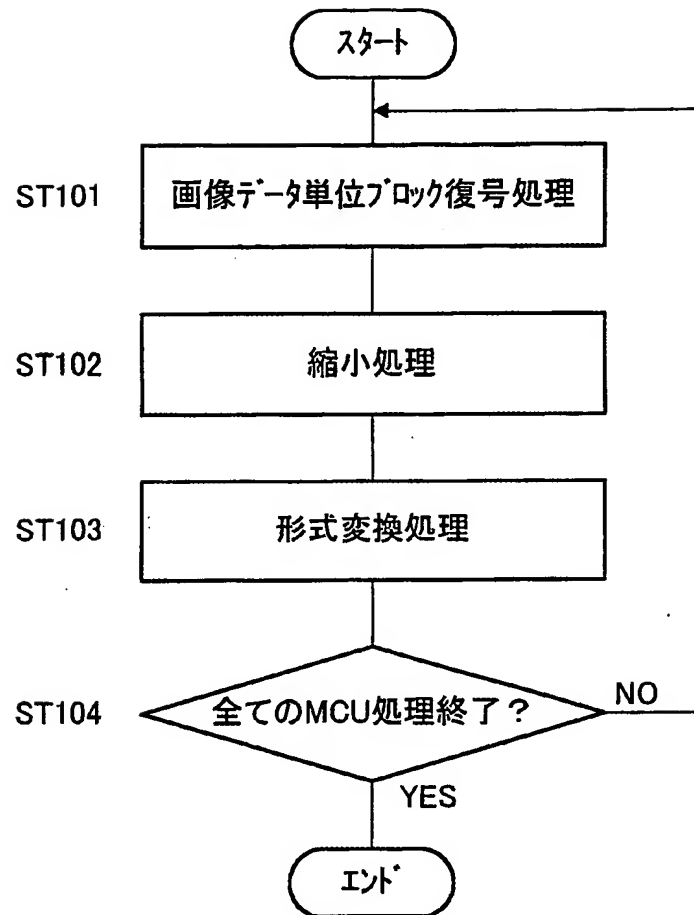 スタート
ST101
画像データ単位ブロック復号処理
ST102
縮小処理
ST103
形式変換処理
ST104
全てのMCU処理終了?
NO
YES
エンド